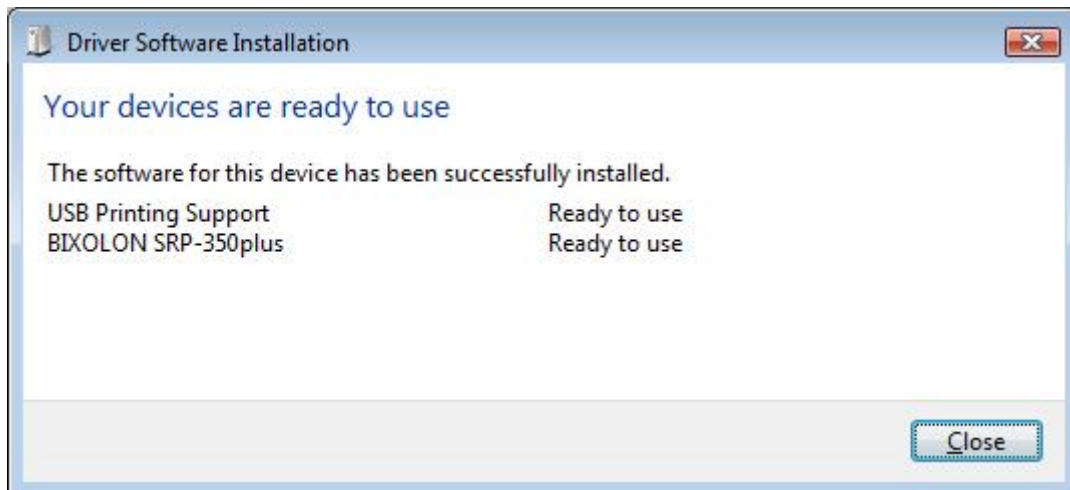 Driver Software Installation
Your devices are ready to use
The software for this device has been successfully installed.
USB Printing Support Ready to use
BIXOLON SRP-350plus Ready to use
Close